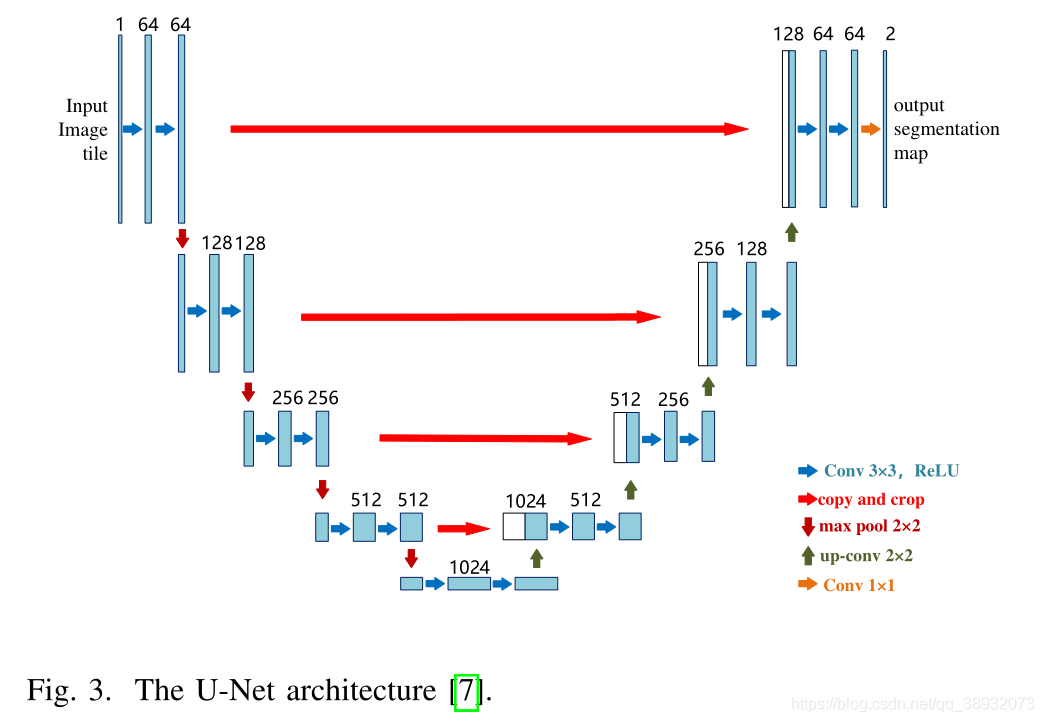 1 64 64
128 64 64 2
Input
Image
tile
output
segmentation
map
128 128
256 128
256 256
512 256
512 512
1024 512
1024
Conv 3×3，ReLU
copy and crop
max pool 2×2
up-conv 2×2
Conv 1×1
Fig. 3. The U-Net architecture [7].
https://blog.csdn.net/qq_38932073